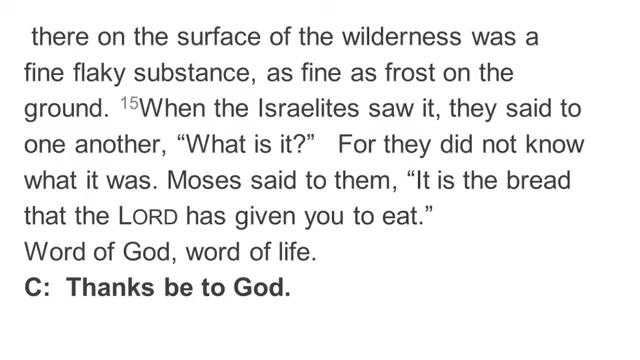 there on the surface of the wilderness was a
fine flaky substance, as fine as frost on the
ground. 15When the Israelites saw it, they said to
one another, “What is it?”   For they did not know
what it was. Moses said to them, “It is the bread
that the LORD has given you to eat.”
Word of God, word of life.
C:  Thanks be to God.